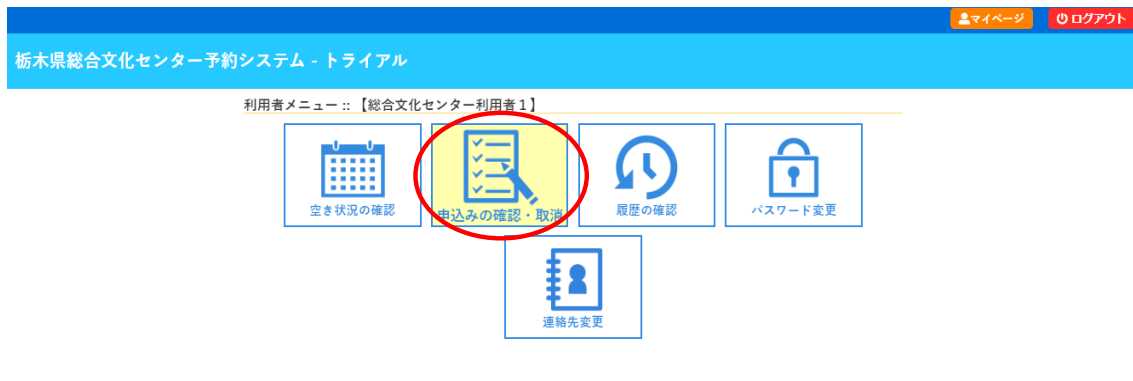 マイページ ログアウト
栃木県総合文化センター予約システム - トライアル
利用者メニュー :: 【総合文化センター利用者１】
空き状況の確認 申込みの確認・取消 履歴の確認 パスワード変更
連絡先変更